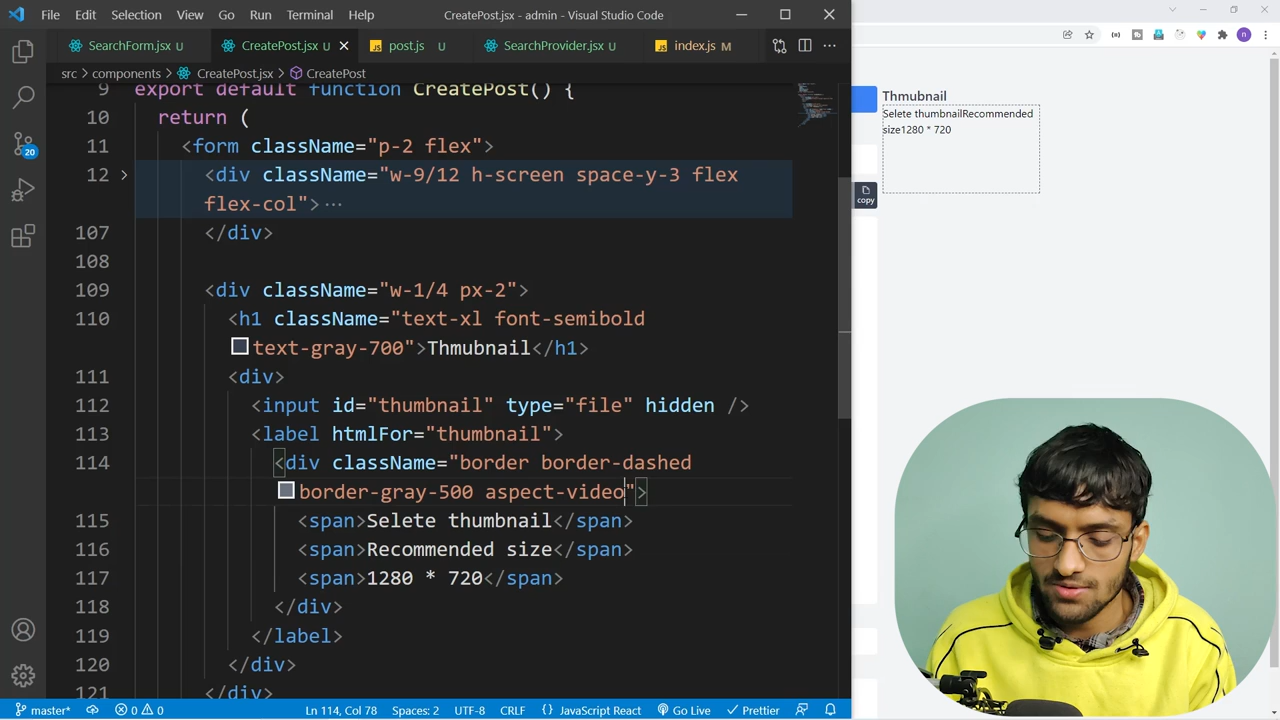 File Edit Selection View Go Run Terminal Help CreatePost.jsx - admin - Visual Studio Code
SearchForm.jsx U CreatePost.jsx U post.js U SearchProvider.jsx U JS index.js M
src > components > CreatePost.jsx > CreatePost
9 export default function CreatePost() {
10 return (
11 <form className="p-2 flex">
12 <div className="w-9/12 h-screen space-y-3 flex
flex-col">…
107 </div>
108
109 <div className="w-1/4 px-2">
110 <h1 className="text-xl font-semibold
text-gray-700">Thmubnail</h1>
111 <div>
112 <input id="thumbnail" type="file" hidden />
113 <label htmlFor="thumbnail">
114 <div className="border border-dashed
border-gray-500 aspect-video">
115 <span>Selete thumbnail</span>
116 <span>Recommended size</span>
117 <span>1280 * 720</span>
118 </div>
119 </label>
120 </div>
121 </div>
20
master* 0 0 Ln 114, Col 78 Spaces: 2 UTF-8 CRLF {} JavaScript React Go Live Prettier
n
Thmubnail
Selete thumbnailRecommended
size1280 * 720
copy